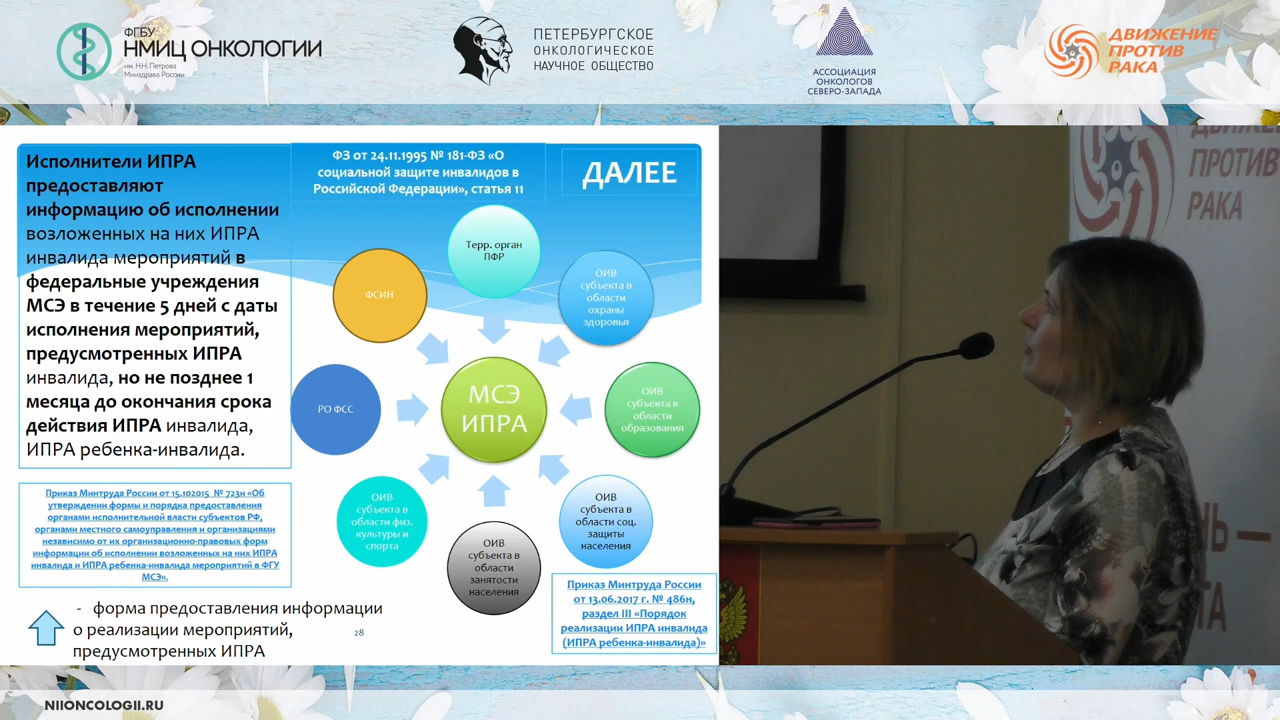 ФГБУ
НМИЦ ОНКОЛОГИИ
им. Н.Н. Петрова
Минздрава России
ПЕТЕРБУРГСКОЕ
ОНКОЛОГИЧЕСКОЕ
НАУЧНОЕ ОБЩЕСТВО
АССОЦИАЦИЯ
ОНКОЛОГОВ
СЕВЕРО-ЗАПАДА
ДВИЖЕНИЕ
ПРОТИВ
РАКА
Исполнители ИПРА
предоставляют
информацию об исполнении
возложенных на них ИПРА
инвалида мероприятий в
федеральные учреждения
МСЭ в течение 5 дней с даты
исполнения мероприятий,
предусмотренных ИПРА
инвалида, но не позднее 1
месяца до окончания срока
действия ИПРА инвалида,
ИПРА ребенка-инвалида.
ФЗ от 24.11.1995 № 181-ФЗ «О
социальной защите инвалидов в
Российской Федерации», статья 11
ДАЛЕЕ
Терр. орган
ПФР
ФСИН
ОИВ
субъекта в
области
охраны
здоровья
РО ФСС
МСЭ
ИПРА
ОИВ
субъекта в
области
образования
ОИВ
субъекта в
области физ.
культуры и
спорта
ОИВ
субъекта в
области
занятости
населения
ОИВ
субъекта в
области соц.
защиты
населения
Приказ Минтруда России от 15.102015 № 723н «Об
утверждении формы и порядка предоставления
органами исполнительной власти субъектов РФ,
органами местного самоуправления и организациями
независимо от их организационно-правовых форм
информации об исполнении возложенных на них ИПРА
инвалида и ИПРА ребенка-инвалида мероприятий в ФГУ
МСЭ».
Приказ Минтруда России
от 13.06.2017 г. № 486н,
раздел III «Порядок
реализации ИПРА инвалида
(ИПРА ребенка-инвалида)»
- форма предоставления информации
о реализации мероприятий,
предусмотренных ИПРА
28
ДВИЖЕНИЕ
ПРОТИВ
РАКА
NIIONCOLOGII.RU